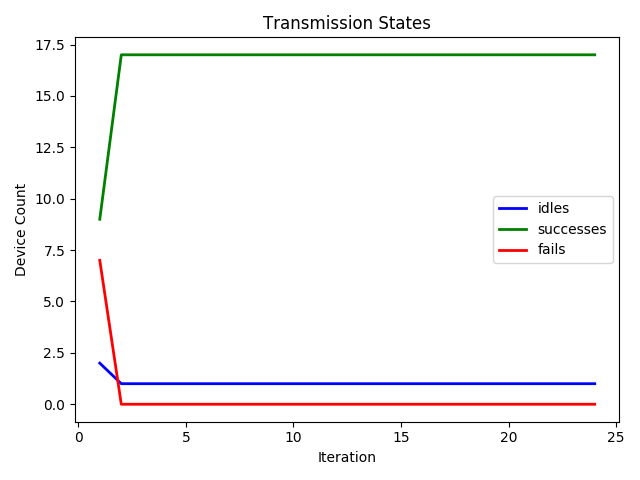 Transmission States
17.5
15.0
12.5
10.0
7.5
5.0
2.5
0.0
Device Count
idles
successes
fails
0 5 10 15 20 25
Iteration